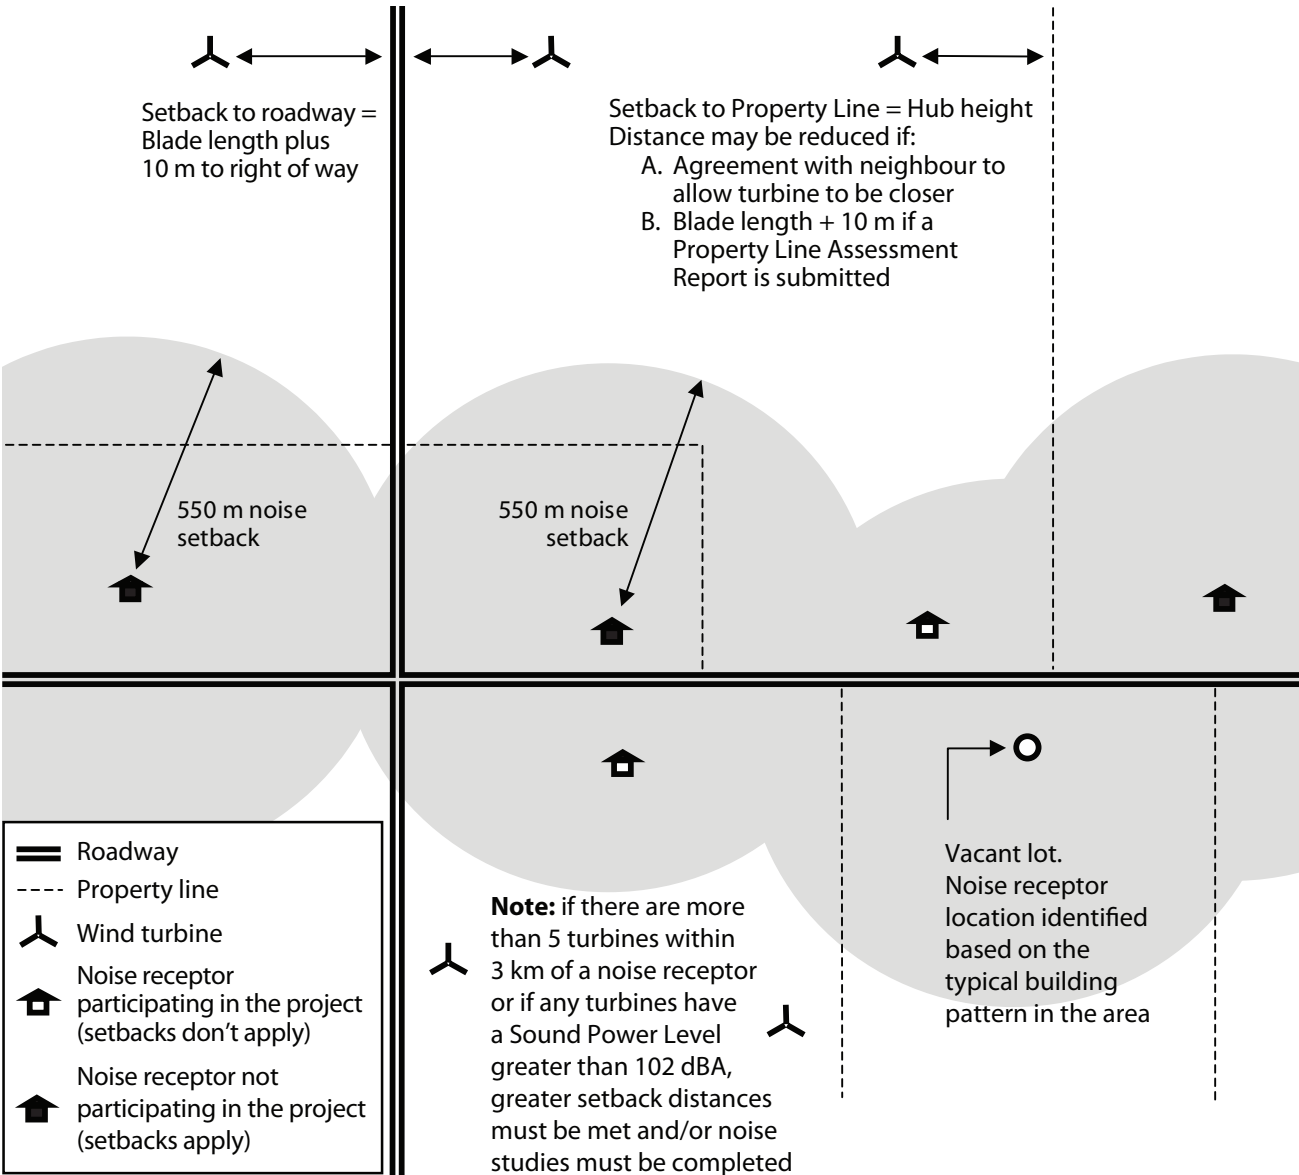 Setback to roadway =
Blade length plus
10 m to right of way
Setback to Property Line = Hub height
Distance may be reduced if:
A. Agreement with neighbour to
allow turbine to be closer
B. Blade length + 10 m if a
Property Line Assessment
Report is submitted
550 m noise
setback
550 m noise
setback
Roadway
Property line
Wind turbine
Noise receptor
participating in the project
(setbacks don't apply)
Noise receptor not
participating in the project
(setbacks apply)
Note: if there are more
than 5 turbines within
3 km of a noise receptor
or if any turbines have
a Sound Power Level
greater than 102 dBA,
greater setback distances
must be met and/or noise
studies must be completed
Vacant lot.
Noise receptor
location identified
based on the
typical building
pattern in the area